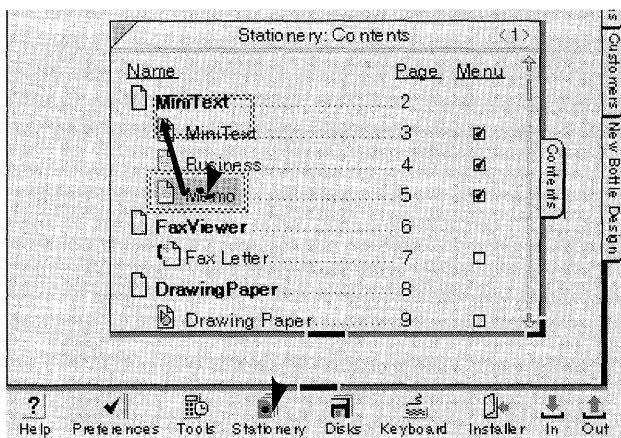 Stationery: Contents <1>
Name Page Menu
MiniText 2
MiniText 3
Business 4
Memo 5
FaxViewer 6
Fax Letter 7
DrawingPaper 8
Drawing Paper 9
Contents
Customers
New Bottle Design
? Help
Preferences
Tools
Stationery
Disks
Keyboard
Installer
In
Out